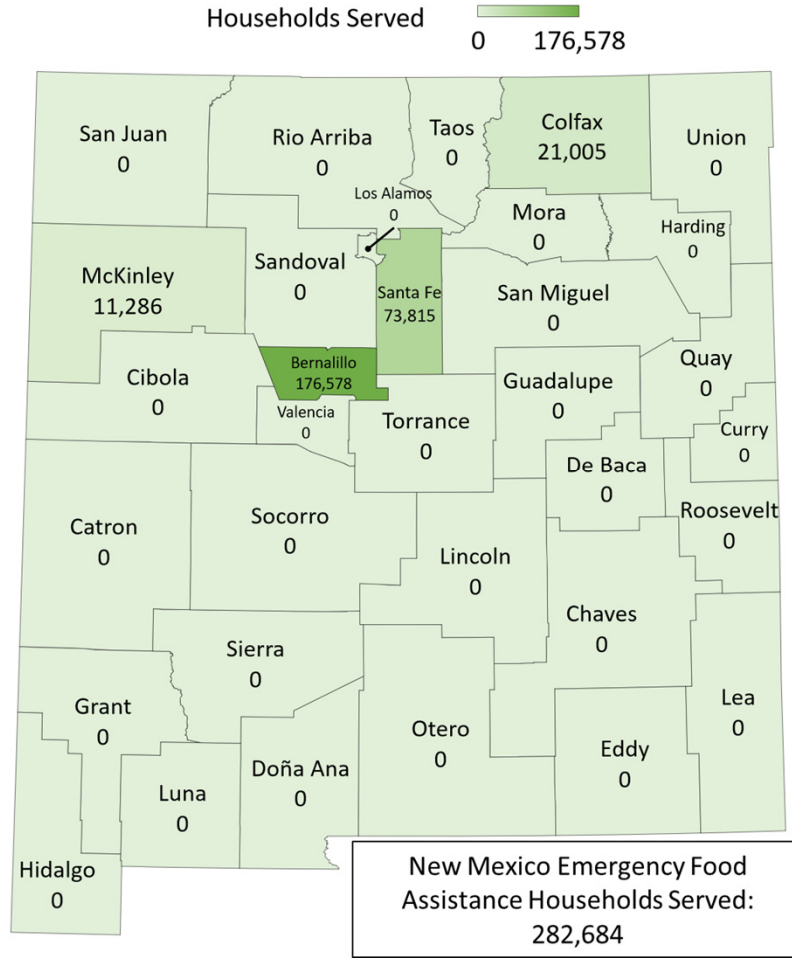 Households Served
0 176,578
San Juan
0
Rio Arriba
0
Taos
0
Colfax
21,005
Union
0
Los Alamos
0
Mora
0
Harding
0
McKinley
11,286
Sandoval
0
Santa Fe
73,815
San Miguel
0
Bernalillo
176,578
Cibola
0
Valencia
0
Torrance
0
Guadalupe
0
Quay
0
Curry
0
De Baca
0
Roosevelt
0
Catron
0
Socorro
0
Lincoln
0
Chaves
0
Sierra
0
Grant
0
Otero
0
Lea
0
Eddy
0
Doña Ana
0
Luna
0
Hidalgo
0
New Mexico Emergency Food
Assistance Households Served:
282,684